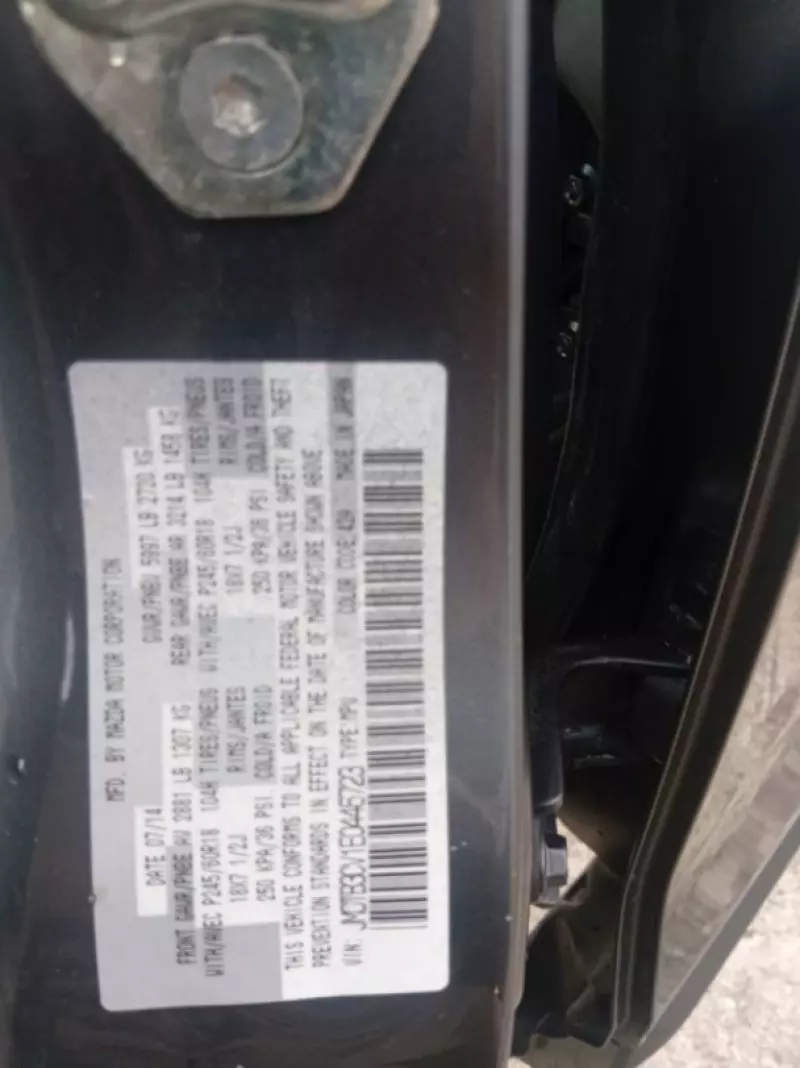 MFD. BY MAZDA MOTOR CORPORATION
DATE 07/14 GVWR/PNBV 5997 LB 2720 KG
FRONT GAWR/PNBE AV 2881 LB 1307 KG REAR GAWR/PNBE AR 3214 LB 1458 KG
WITH/AVEC P245/60R18 104H TIRES/PNEUS WITH/AVEC P245/60R18 104H TIRES/PNEUS
18X7 1/2J RIMS/JANTES 18X7 1/2J RIMS/JANTES
250 KPA/36 PSI. COLD/A FROID 250 KPA/36 PSI COLD/A FROID
THIS VEHICLE CONFORMS TO ALL APPLICABLE FEDERAL MOTOR VEHICLE SAFETY AND THEFT
PREVENTION STANDARDS IN EFFECT ON THE DATE OF MANUFACTURE SHOWN ABOVE
VIN: JM3TB3CV1E0445723 TYPE:MPV COLOR CODE:42A MADE IN JAPAN